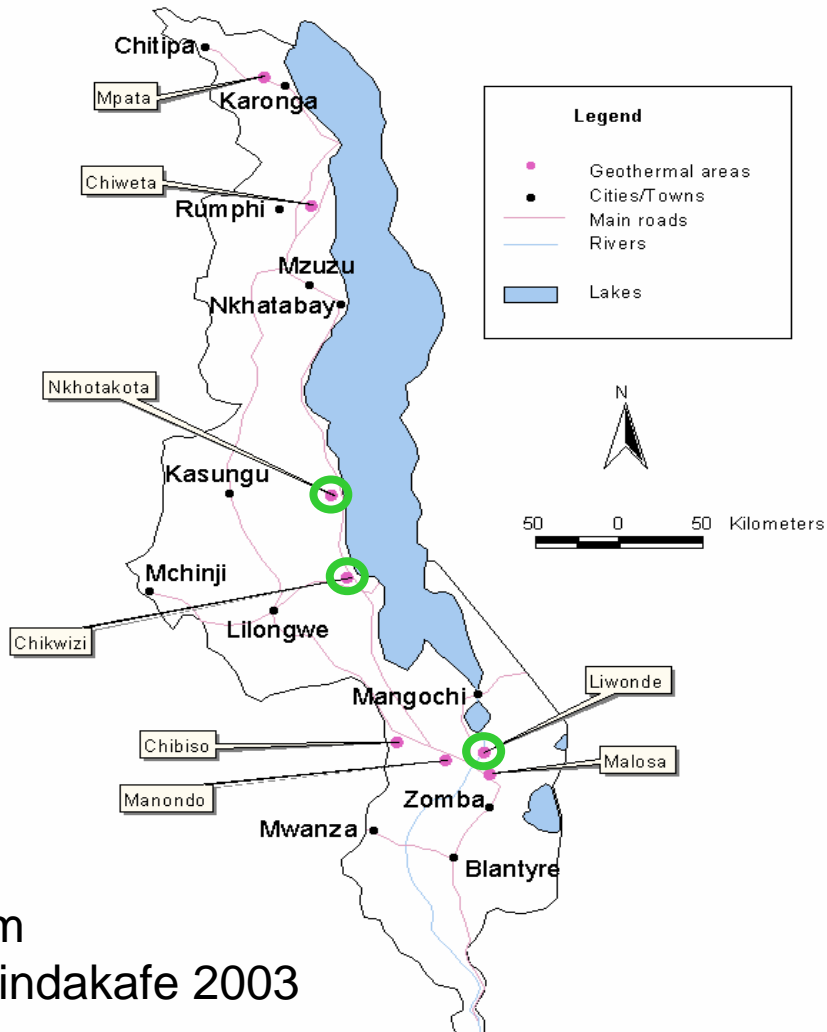 Chitipa
Mpata
Karonga
Legend
Geothermal areas
Cities/Towns
Main roads
Rivers
Lakes
Chiweta
Rumphi
Mzuzu
Nkhatabay
Nkhotakota
N
Kasungu
50 0 50 Kilometers
Mchinji
Lilongwe
Chikwizi
Mangochi
Liwonde
Chibiso
Malosa
Manondo
Zomba
Mwanza
Blantyre
m
indakafe 2003